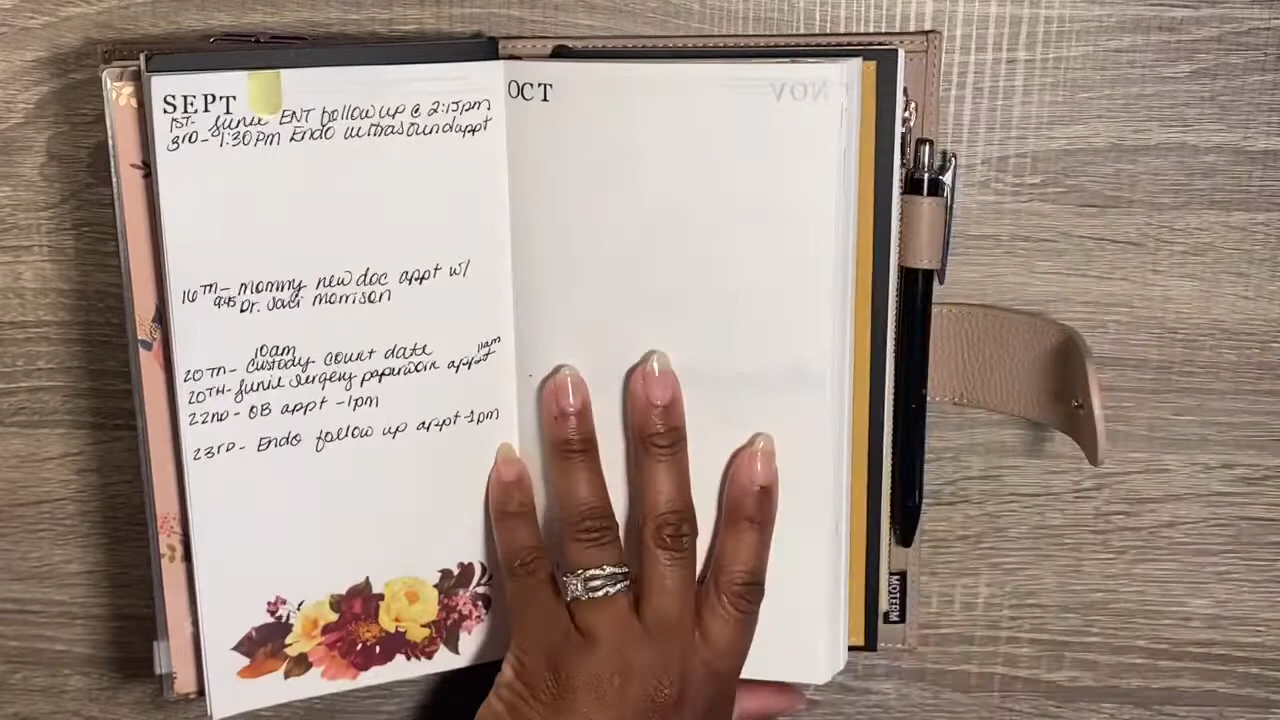 SEPT
1ST- Junie ENT follow up @ 2:15pm
3rd- 1:30pm Endo ultrasound appt
16TH- mommy new doc appt w/
9:45 Dr. Morrison
10am
20TH- custody court date
11am
20TH- Junie surgery paperwork appt
22nd- OB appt -1pm
23rd- Endo follow up appt-1pm
OCT
NOV
MOTERM